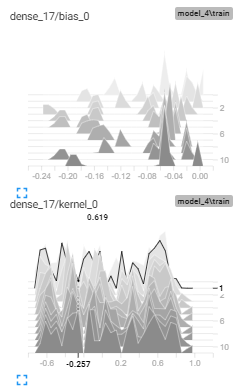 dense_17/bias_0 model_4\train
2
6
10
-0.24 -0.20 -0.16 -0.12 -0.08 -0.04 0.00
dense_17/kernel_0 model_4\train
0.619
1
2
6
10
-0.6 -0.257 0.2 0.6 1.0